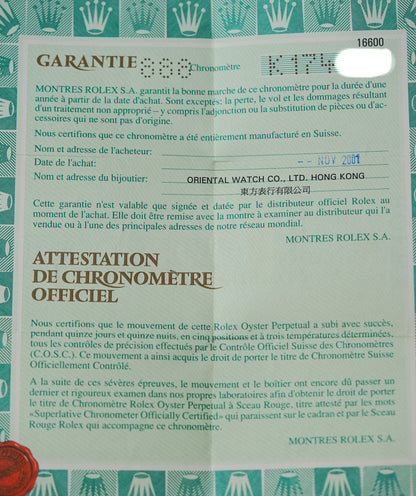 16600
GARANTIE 888 Chronomètre K174
MONTRES ROLEX S.A. garantit la bonne marche de ce chronomètre pour la durée d'une
année à partir de la date d'achat. Sont exceptés: la perte, le vol et les dommages résultant
d'un traitement non approprié – y compris l'adjonction ou la substitution de pièces ou d'ac-
cessoires qui ne sont pas d'origine.
Nous certifions que ce chronomètre a été entièrement manufacturé en Suisse.
Nom et adresse de l'acheteur:
Date de l'achat: -- NOV 2001
Nom et adresse du bijoutier: ORIENTAL WATCH CO., LTD. HONG KONG
東方表行有限公司
Cette garantie n'est valable que signée et datée par le distributeur officiel Rolex au
moment de l'achat. Elle doit être remise avec la montre à examiner au distributeur qui l'a
vendue ou à l'une des principales adresses de notre réseau mondial.
MONTRES ROLEX S.A.
ATTESTATION
DE CHRONOMÈTRE
OFFICIEL
Nous certifions que le mouvement de cette Rolex Oyster Perpetual a subi avec succès,
pendant quinze jours et quinze nuits, en cinq positions et à trois températures déterminées,
tous les contrôles de précision effectués par le Contrôle Officiel Suisse des Chronomètres
(C.O.S.C.). Ce mouvement a ainsi acquis le droit de porter le titre de Chronomètre Suisse
Officiellement Contrôlé.
A la suite de ces sévères épreuves, le mouvement et le boîtier ont encore dû passer un
dernier et rigoureux examen dans nos propres laboratoires afin d'obtenir le droit de porter
le titre de Chronomètre Rolex Oyster Perpetual à Sceau Rouge, titre attesté par les mots
«Superlative Chronometer Officially Certified» qui paraissent sur le cadran et par le Sceau
Rouge Rolex qui accompagne ce chronomètre.
MONTRES ROLEX S.A.